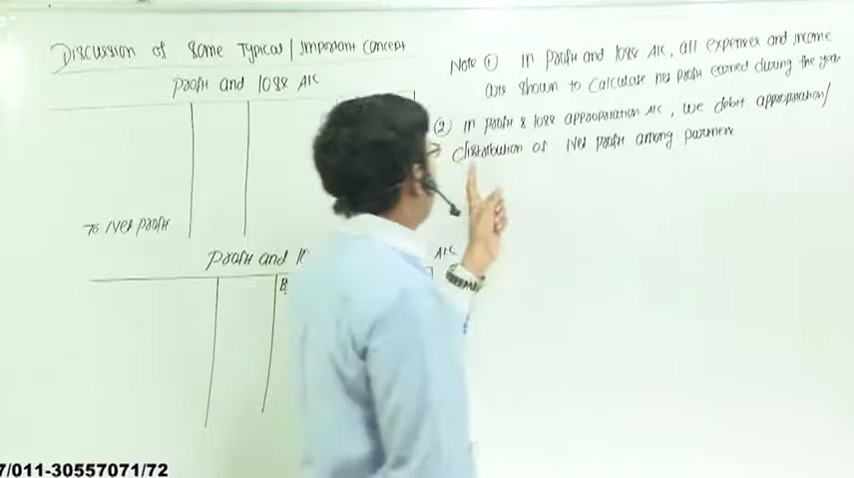 Discussion of some Typical / Important concept
Profit and loss A/C
To Net profit
Profit and l
A/C
B
Note ① In profit and loss A/C, all expenses and income
are shown to calculate net profit earned during the year
② In profit & loss appropriation A/C, we debit appropriation/
distribution of Net profit among partners
7/011-30557071/72